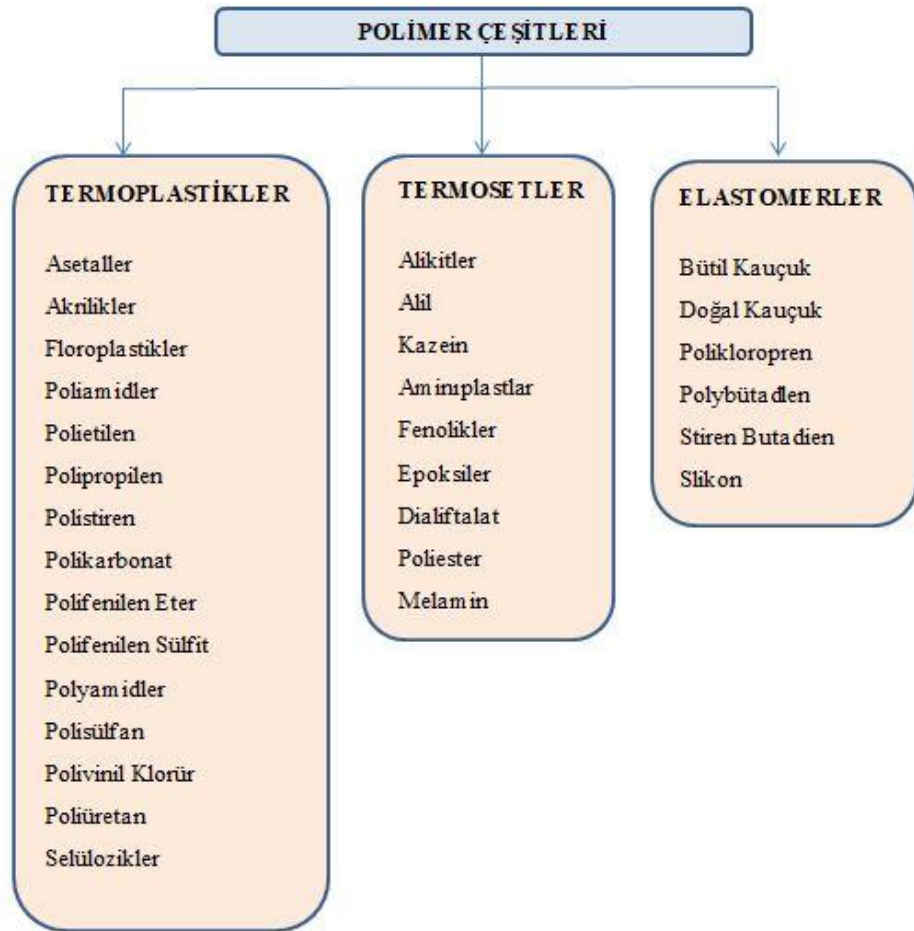 POLİMER ÇEŞİTLERİ
TERMOPLASTİKLER
Asetaller
Akrilikler
Floroplastikler
Poliamidler
Polietilen
Polipropilen
Polistiren
Polikarbonat
Polifenilen Eter
Polifenilen Sülfit
Polyamidler
Polisülfan
Polivinil Klorür
Poliüretan
Selülozikler
TERMOSETLER
Alikitler
Alil
Kazein
Aminıplastlar
Fenolikler
Epoksiler
Dialiftalat
Poliester
Melamin
ELASTOMERLER
Bütil Kauçuk
Doğal Kauçuk
Polikloropren
Polybütadlen
Stiren Butadien
Slikon